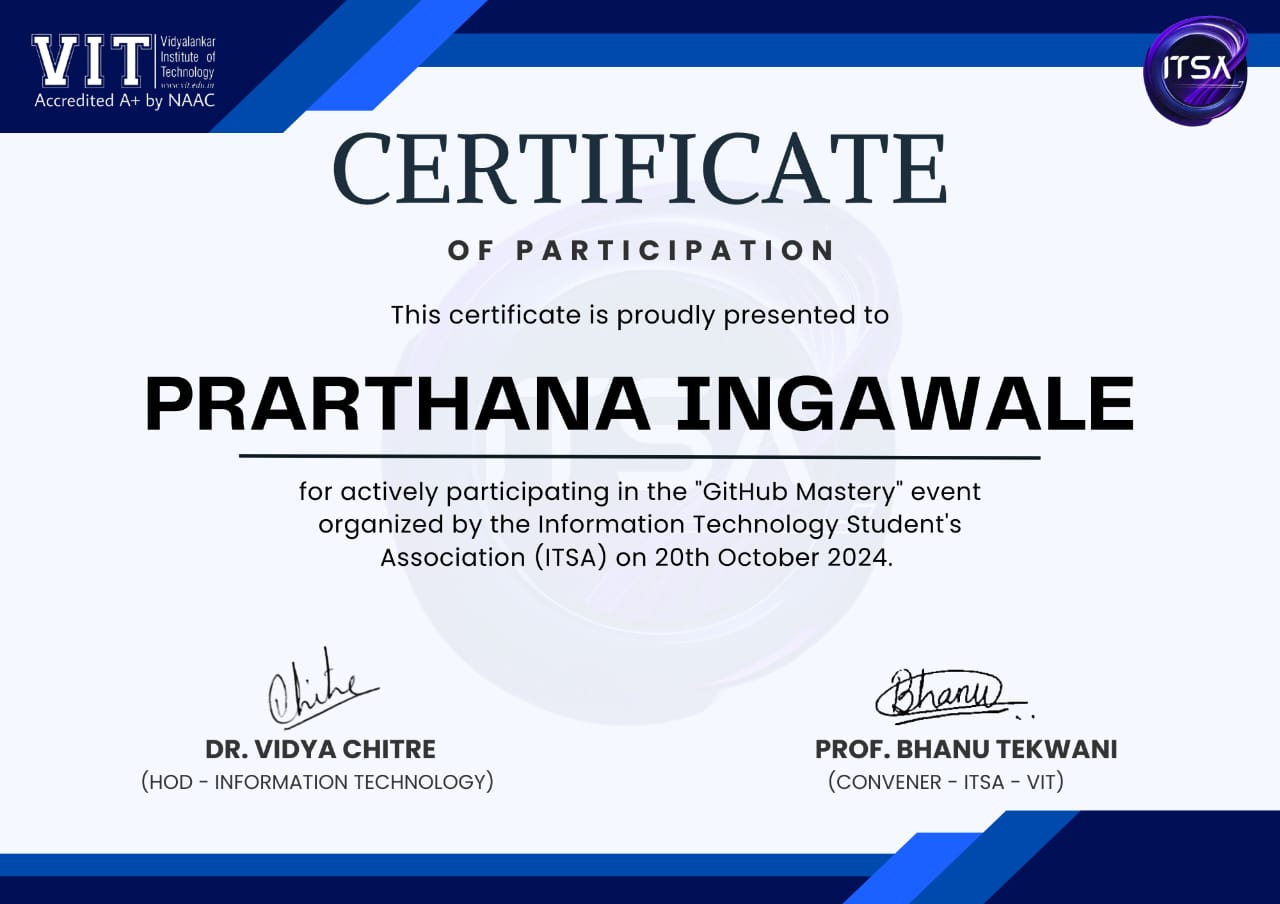 VIT
Vidyalankar
Institute of
Technology
www.vit.edu.in
Accredited A+ by NAAC
ITSA
CERTIFICATE
OF PARTICIPATION
This certificate is proudly presented to
PRARTHANA INGAWALE
for actively participating in the "GitHub Mastery" event
organized by the Information Technology Student's
Association (ITSA) on 20th October 2024.
Chitre
Bhanu
DR. VIDYA CHITRE
PROF. BHANU TEKWANI
(HOD - INFORMATION TECHNOLOGY)
(CONVENER - ITSA - VIT)